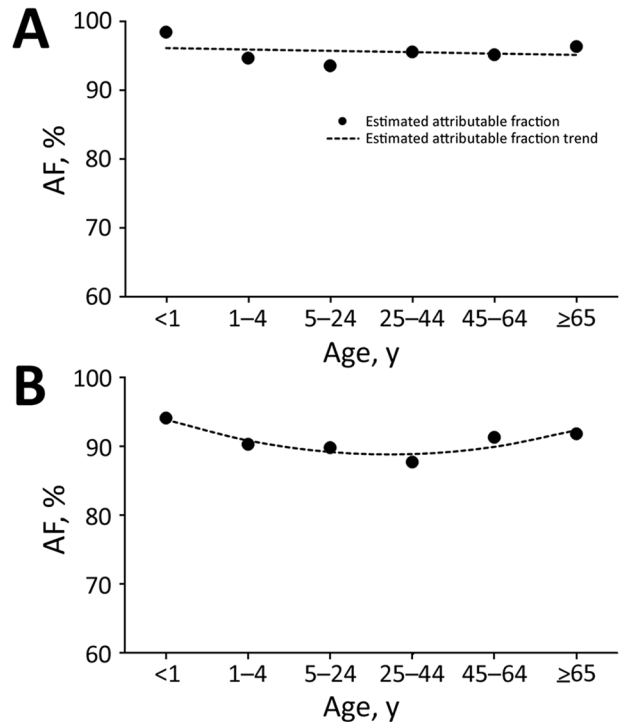 A
100
90
80
70
60
AF, %
Estimated attributable fraction
Estimated attributable fraction trend
<1 1–4 5–24 25–44 45–64 ≥65
Age, y
B
100
90
80
70
60
AF, %
<1 1–4 5–24 25–44 45–64 ≥65
Age, y